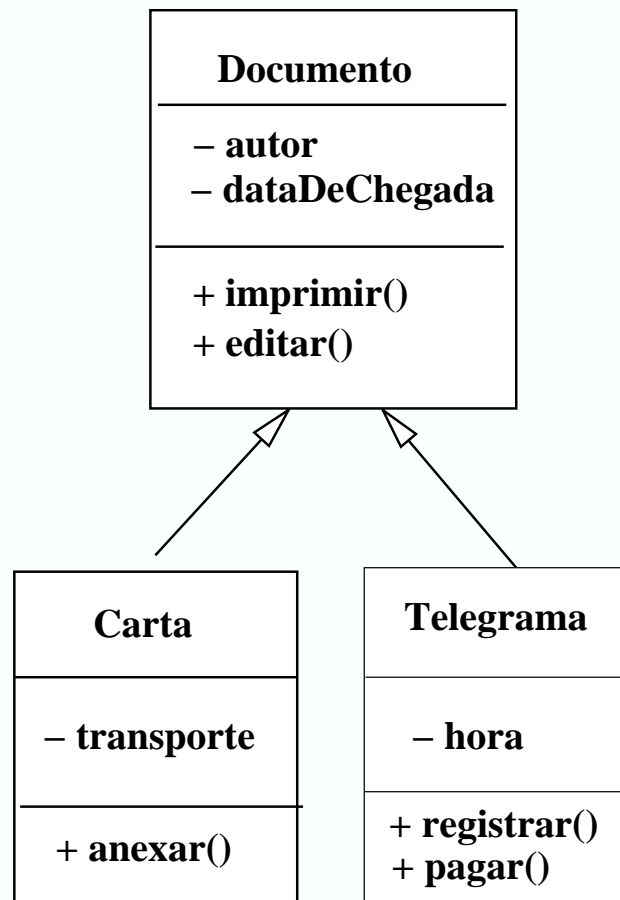 Documento
– autor
– dataDeChegada
+ imprimir()
+ editar()
Carta
– transporte
+ anexar()
Telegrama
– hora
+ registrar()
+ pagar()